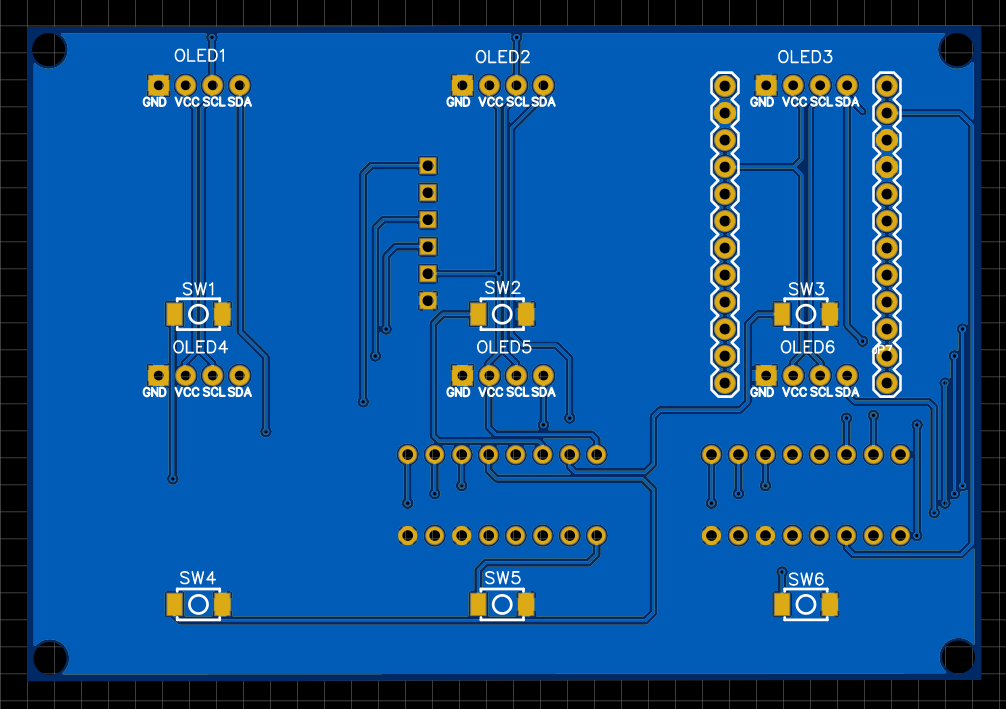 OLED1 OLED2 OLED3
GND VCC SCL SDA GND VCC SCL SDA GND VCC SCL SDA
SW1 SW2 SW3
OLED4 OLED5 OLED6
GND VCC SCL SDA GND VCC SCL SDA GND VCC SCL SDA
SW4 SW5 SW6